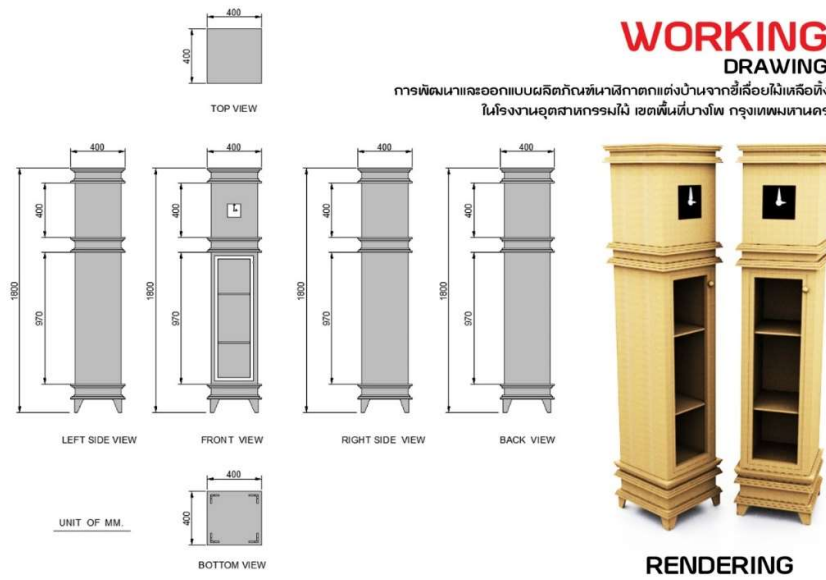 WORKING
DRAWING
การพัฒนาและออกแบบผลิตภัณฑ์นาฬิกาตกแต่งบ้านจากขี้เลื่อยไม้เหลือทิ้ง
ในโรงงานอุตสาหกรรมไม้ เขตพื้นที่บางโพ กรุงเทพมหานคร
400
400
TOP VIEW
400
400
400
400
1800
400
970
1800
400
970
1800
400
970
1800
400
970
LEFT SIDE VIEW
FRONT VIEW
RIGHT SIDE VIEW
BACK VIEW
400
400
UNIT OF MM.
BOTTOM VIEW
RENDERING